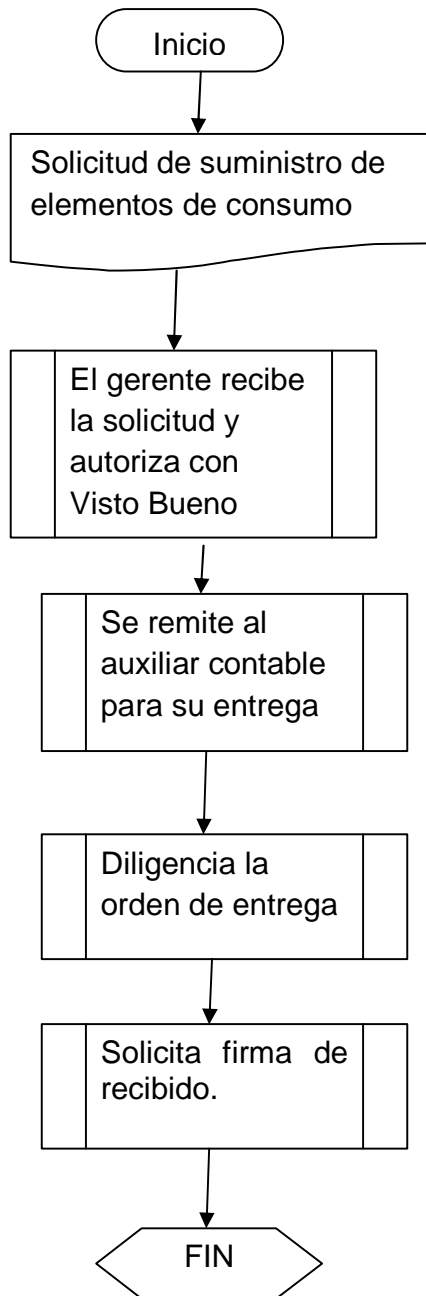 Inicio
Solicitud de suministro de
elementos de consumo
El gerente recibe
la solicitud y
autoriza con
Visto Bueno
Se remite al
auxiliar contable
para su entrega
Diligencia la
orden de entrega
Solicita firma de
recibido.
FIN